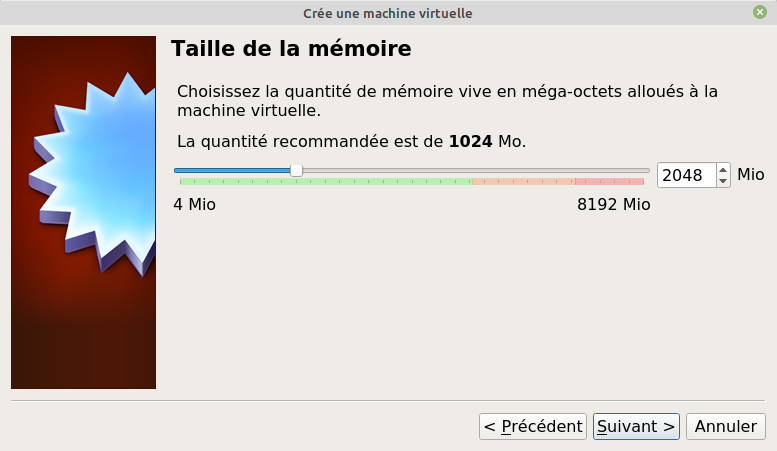 Crée une machine virtuelle
Taille de la mémoire
Choisissez la quantité de mémoire vive en méga-octets alloués à la
machine virtuelle.
La quantité recommandée est de 1024 Mo.
2048 Mio
4 Mio 8192 Mio
< Précédent Suivant > Annuler